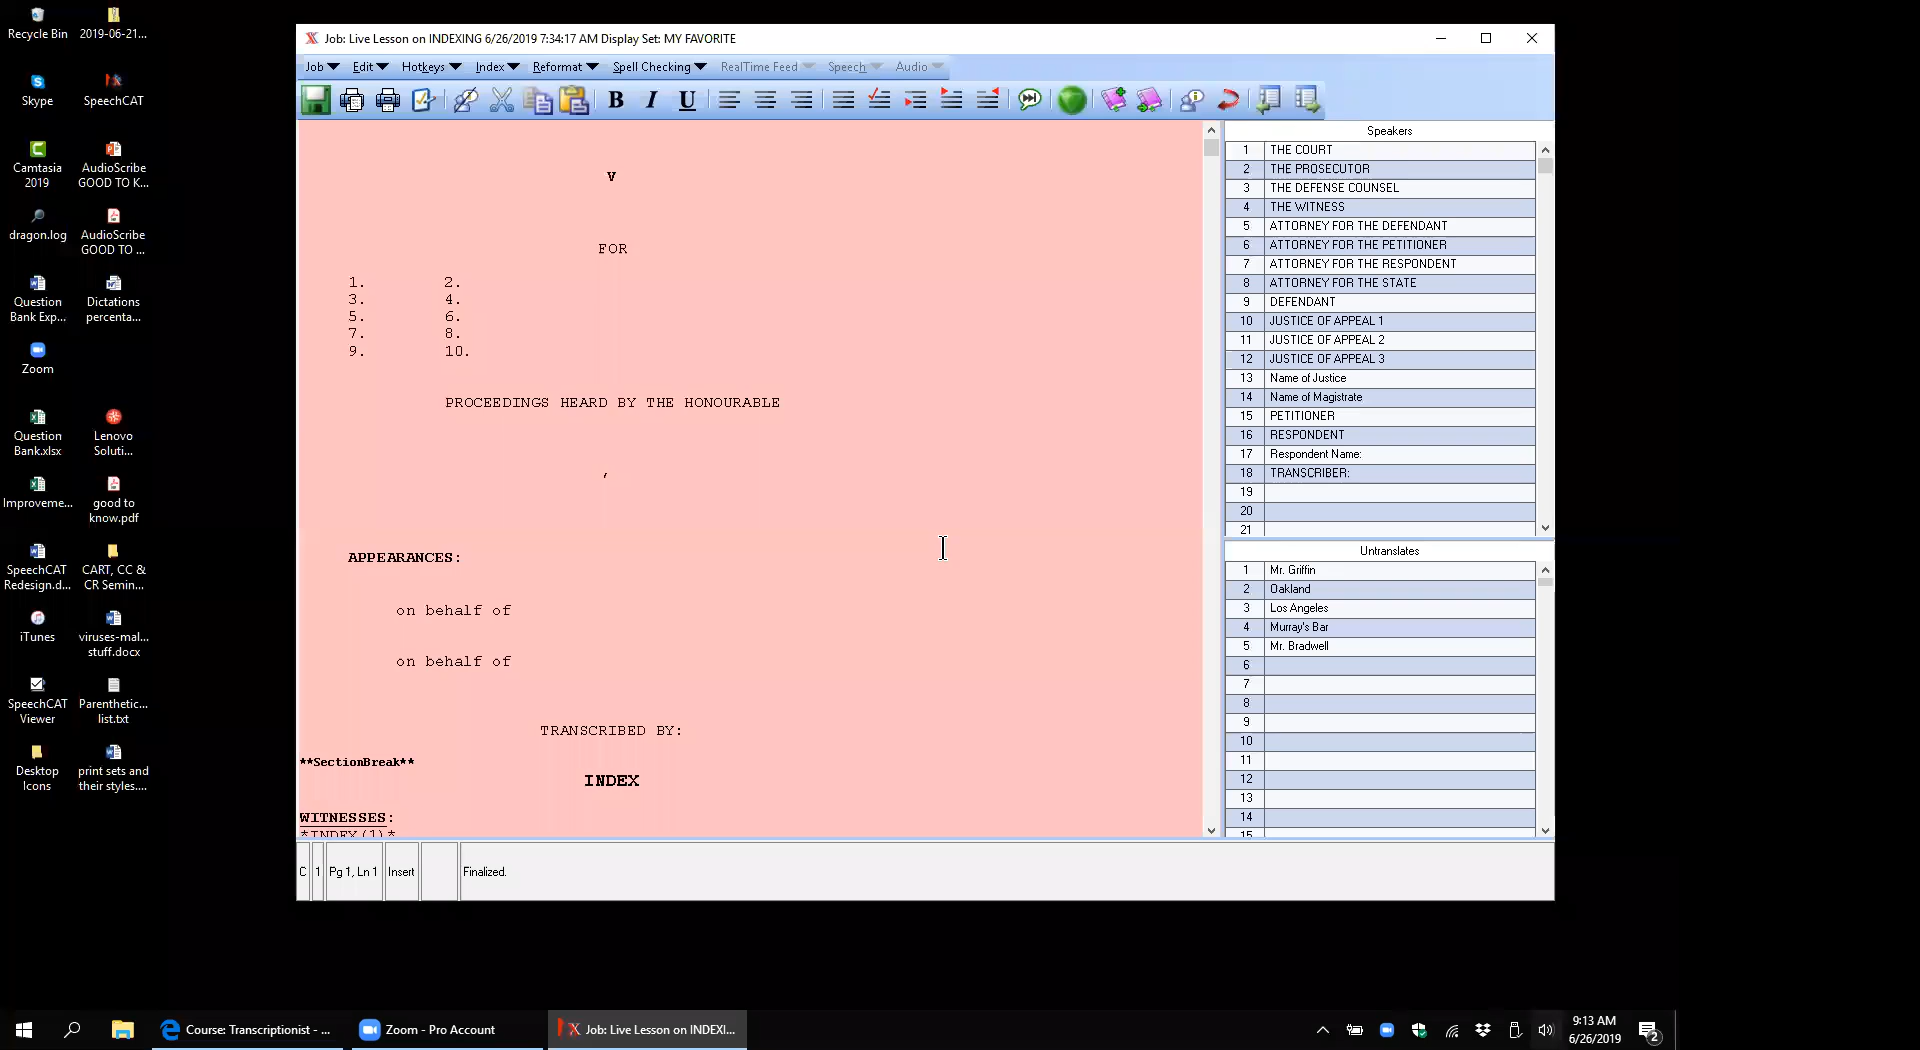 Recycle Bin
2019-06-21...
Skype
SpeechCAT
Camtasia
2019
AudioScribe
GOOD TO K...
dragon.log
AudioScribe
GOOD TO ...
Question
Bank Exp...
Dictations
percenta...
Zoom
Question
Bank.xlsx
Lenovo
Soluti...
Improveme...
good to
know.pdf
SpeechCAT
Redesign.d...
CART, CC &
CR Semin...
iTunes
viruses-mal...
stuff.docx
SpeechCAT
Viewer
Parenthetic...
list.txt
Desktop
Icons
print sets and
their styles....
Job: Live Lesson on INDEXING 6/26/2019 7:34:17 AM Display Set: MY FAVORITE
Job Edit Hotkeys Index Reformat Spell Checking RealTime Feed Speech Audio
B I U
V
FOR
1. 2.
3. 4.
5. 6.
7. 8.
9. 10.
PROCEEDINGS HEARD BY THE HONOURABLE
,
APPEARANCES:
on behalf of
on behalf of
TRANSCRIBED BY:
**SectionBreak**
INDEX
WITNESSES:
*INDEX(1)*
Speakers
1 THE COURT
2 THE PROSECUTOR
3 THE DEFENSE COUNSEL
4 THE WITNESS
5 ATTORNEY FOR THE DEFENDANT
6 ATTORNEY FOR THE PETITIONER
7 ATTORNEY FOR THE RESPONDENT
8 ATTORNEY FOR THE STATE
9 DEFENDANT
10 JUSTICE OF APPEAL 1
11 JUSTICE OF APPEAL 2
12 JUSTICE OF APPEAL 3
13 Name of Justice
14 Name of Magistrate
15 PETITIONER
16 RESPONDENT
17 Respondent Name:
18 TRANSCRIBER:
19
20
21
Untranslates
1 Mr. Griffin
2 Oakland
3 Los Angeles
4 Murray's Bar
5 Mr. Bradwell
6
7
8
9
10
11
12
13
14
15
C 1 Pg 1, Ln 1 Insert Finalized.
Course: Transcriptionist - ...
Zoom - Pro Account
Job: Live Lesson on INDEXI...
9:13 AM
6/26/2019
2